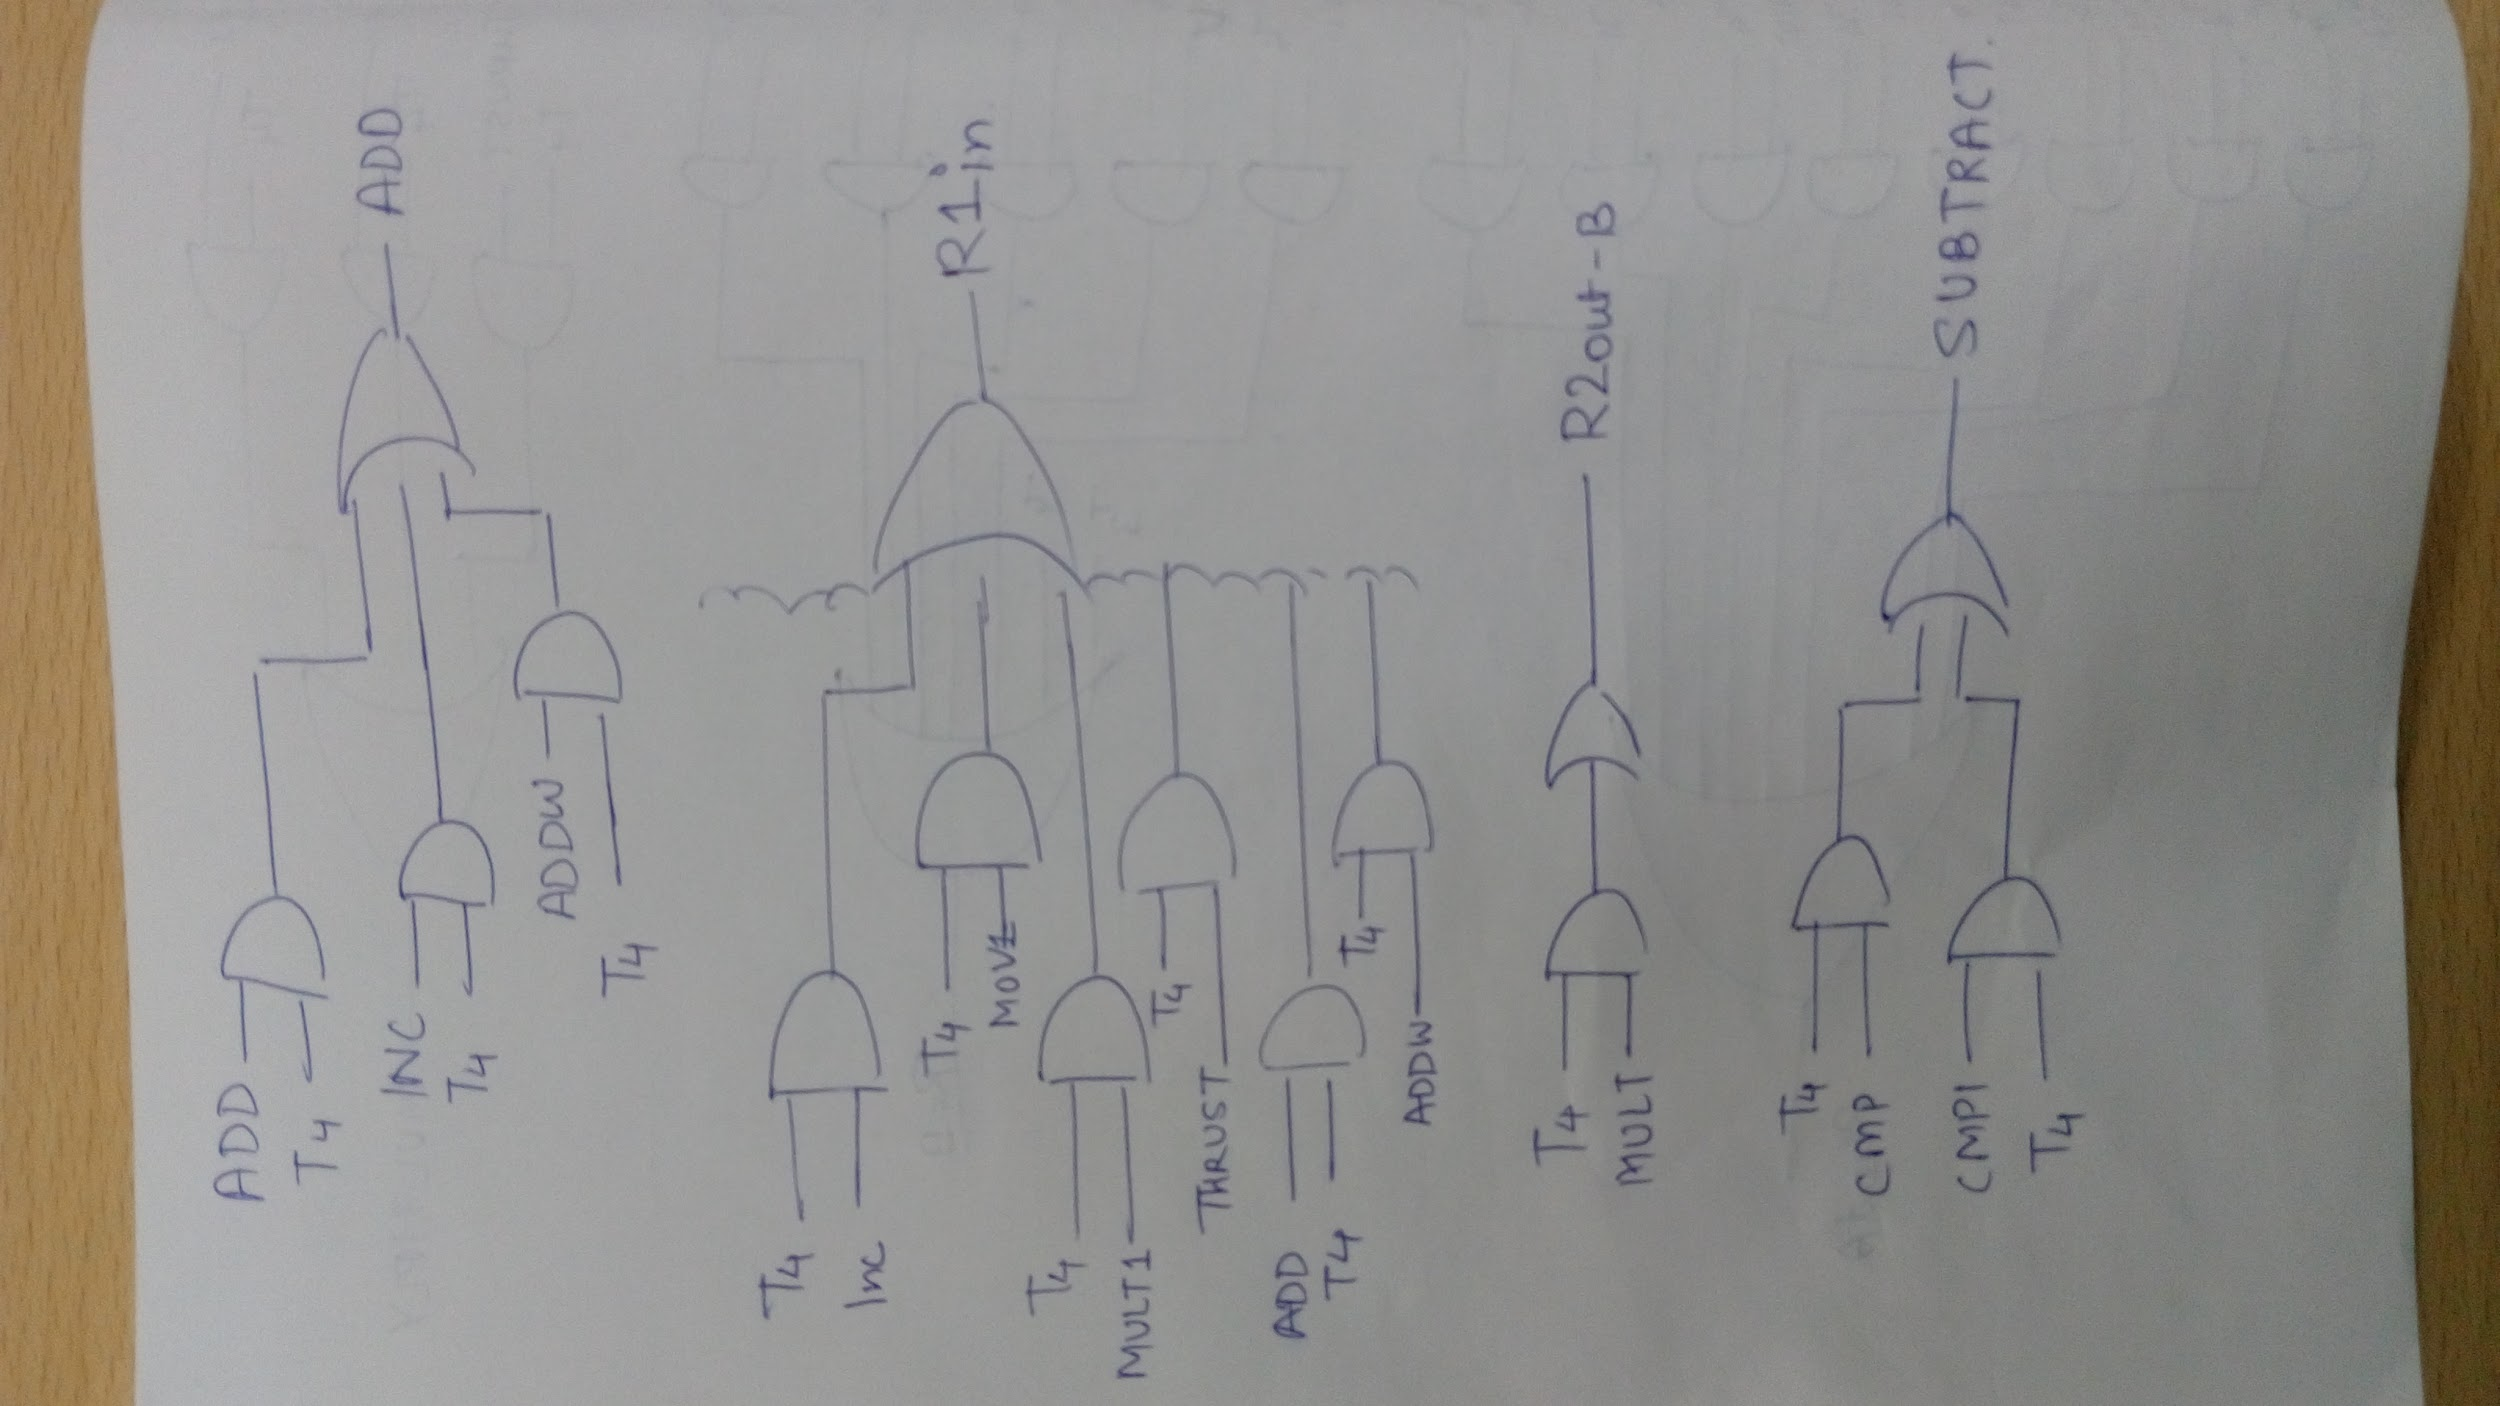 ADD
T4
INC
T4
ADDW
T4
ADD
T4
Inc
T4
MOV1
T4
MULT1
T4
THRUST
ADD
T4
T4
ADDW
R1in
T4
MULT
R2out-B
T4
CMP
CMPI
T4
SUBTRACT.